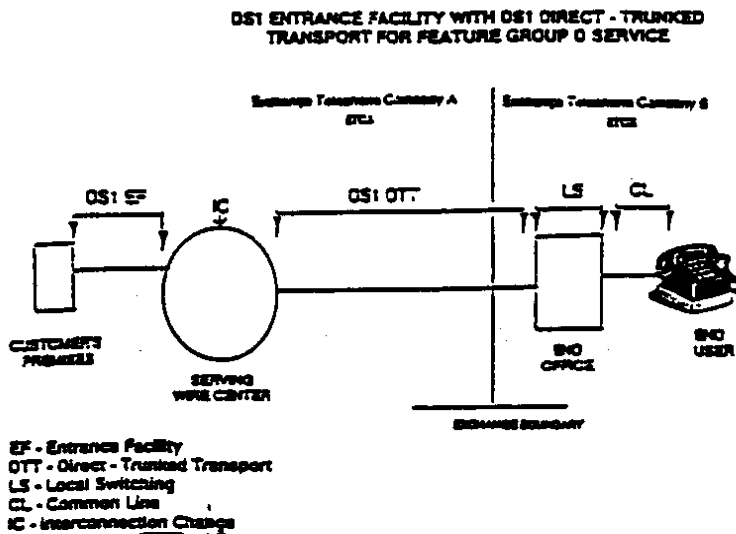 DS1 ENTRANCE FACILITY WITH DS1 DIRECT - TRUNKED
TRANSPORT FOR FEATURE GROUP D SERVICE
Exchange Telephone Company A
Exchange Telephone Company B
DS1 EF
IC
DS1 DTT
LS
CL
CUSTOMER'S
PREMISES
SERVING
WIRE CENTER
END
OFFICE
END
USER
EXCHANGE BOUNDARY
EF - Entrance Facility
DTT - Direct - Trunked Transport
LS - Local Switching
CL - Common Line
IC - Interconnection Charge